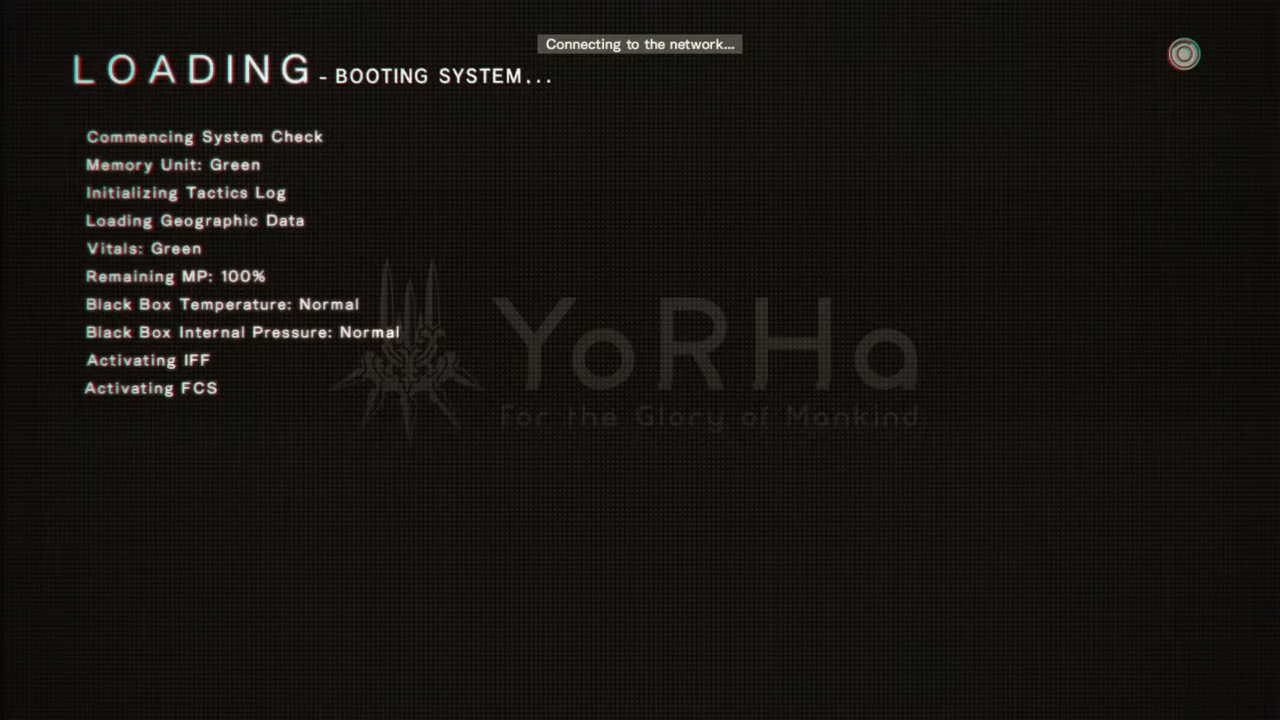 Connecting to the network...
LOADING - BOOTING SYSTEM...
Commencing System Check
Memory Unit: Green
Initializing Tactics Log
Loading Geographic Data
Vitals: Green
Remaining MP: 100%
Black Box Temperature: Normal
Black Box Internal Pressure: Normal
Activating IFF
Activating FCS
YoRHa
For the Glory of Mankind